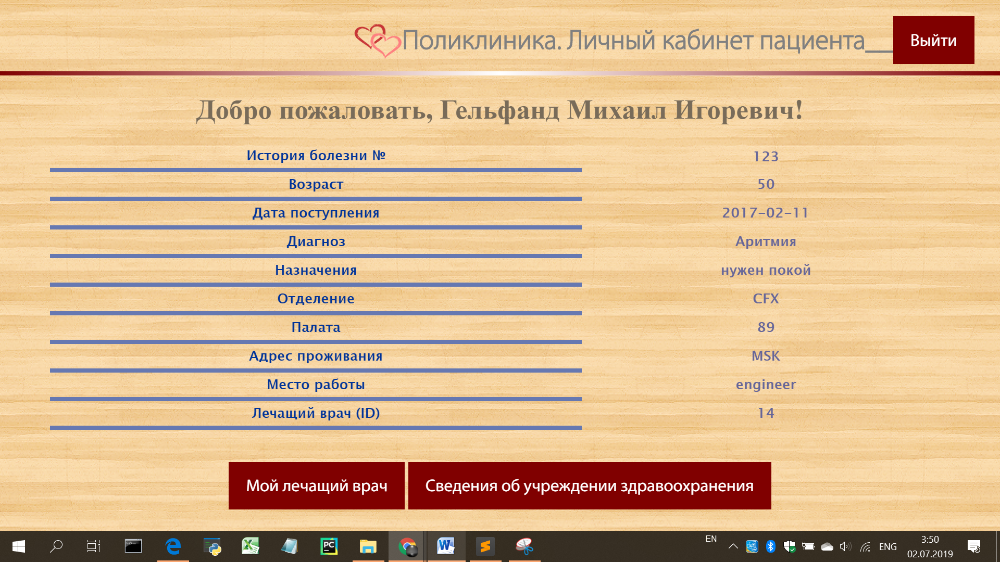 Поликлиника. Личный кабинет пациента__
Выйти
Добро пожаловать, Гельфанд Михаил Игоревич!
История болезни № 123
Возраст 50
Дата поступления 2017-02-11
Диагноз Аритмия
Назначения нужен покой
Отделение CFX
Палата 89
Адрес проживания MSK
Место работы engineer
Лечащий врач (ID) 14
Мой лечащий врач
Сведения об учреждении здравоохранения
EN
ENG
3:50
02.07.2019